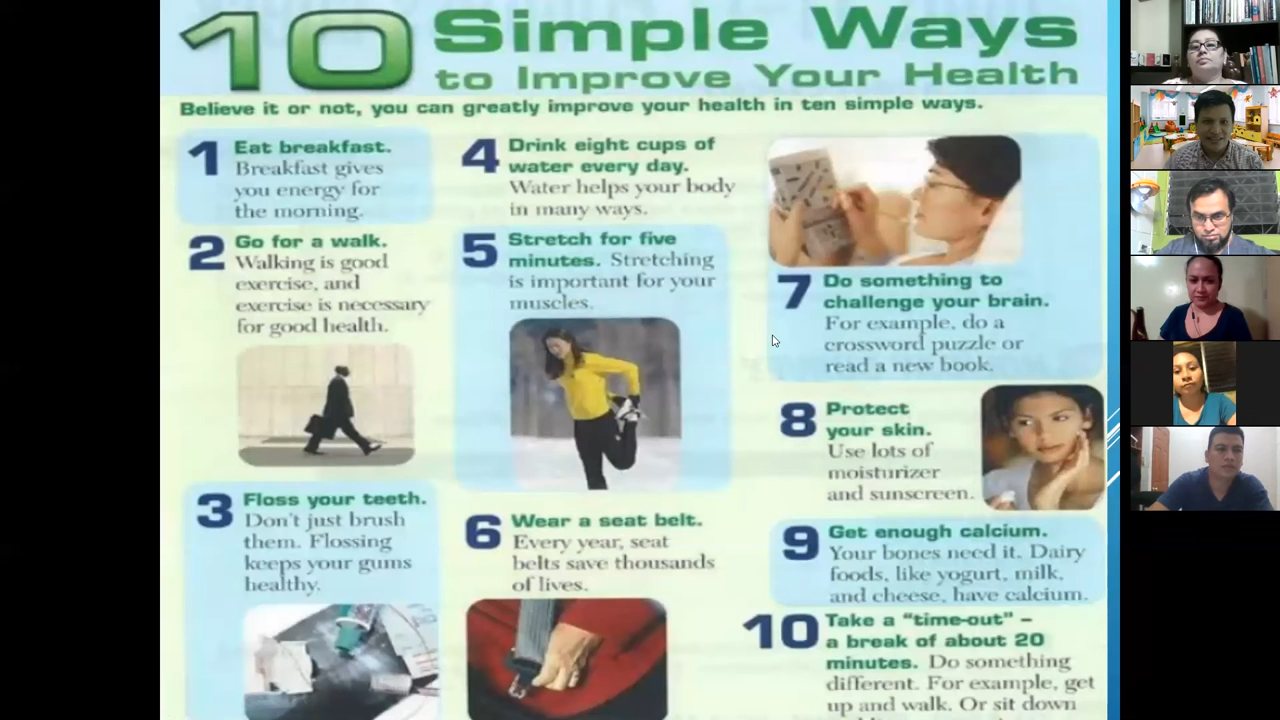 10 Simple Ways
to Improve Your Health
Believe it or not, you can greatly improve your health in ten simple ways.
1 Eat breakfast.
Breakfast gives
you energy for
the morning.
2 Go for a walk.
Walking is good
exercise, and
exercise is necessary
for good health.
3 Floss your teeth.
Don't just brush
them. Flossing
keeps your gums
healthy.
4 Drink eight cups of
water every day.
Water helps your body
in many ways.
5 Stretch for five
minutes. Stretching
is important for your
muscles.
6 Wear a seat belt.
Every year, seat
belts save thousands
of lives.
7 Do something to
challenge your brain.
For example, do a
crossword puzzle or
read a new book.
8 Protect
your skin.
Use lots of
moisturizer
and sunscreen.
9 Get enough calcium.
Your bones need it. Dairy
foods, like yogurt, milk,
and cheese, have calcium.
10 Take a “time-out” –
a break of about 20
minutes. Do something
different. For example, get
up and walk. Or sit down